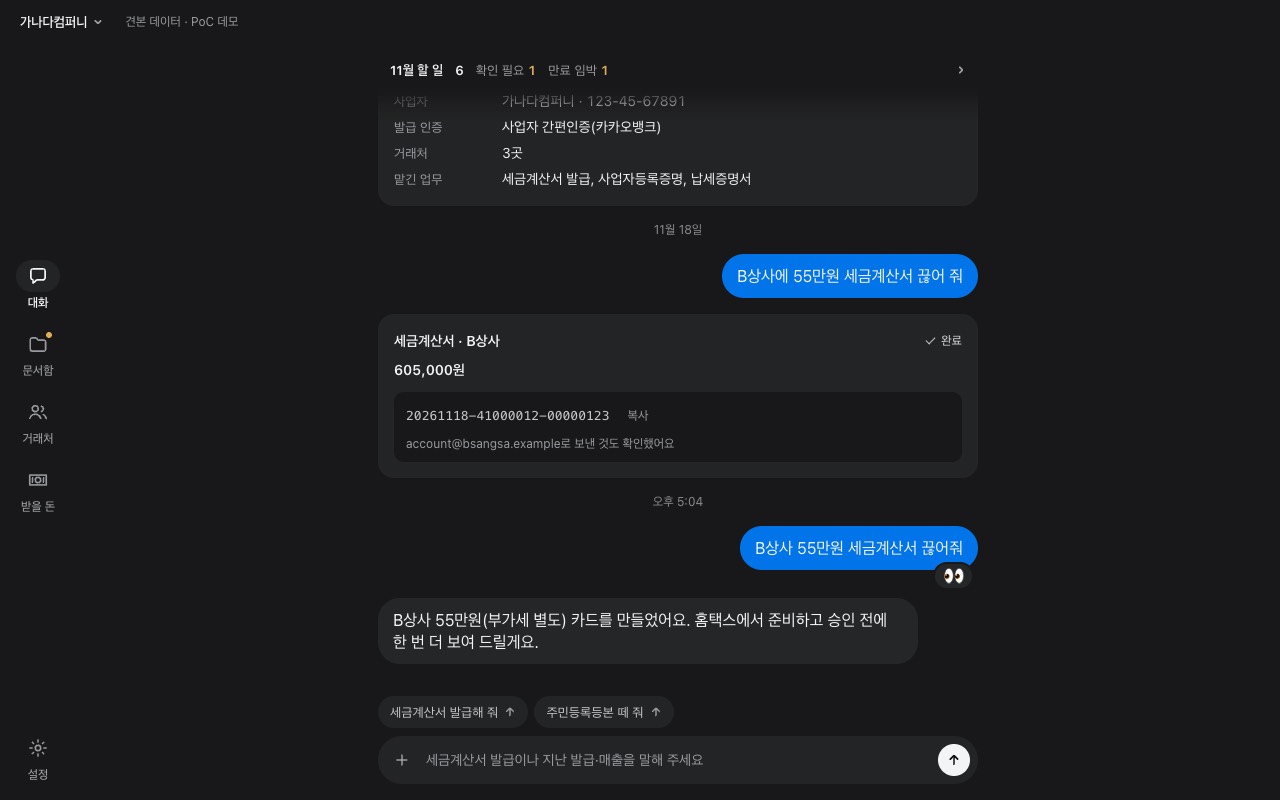 가나다컴퍼니
견본 데이터 · PoC 데모
11월 할 일 6 확인 필요 1 만료 임박 1
사업자 가나다컴퍼니 · 123-45-67891
발급 인증 사업자 간편인증(카카오뱅크)
거래처 3곳
맡긴 업무 세금계산서 발급, 사업자등록증명, 납세증명서
11월 18일
B상사에 55만원 세금계산서 끊어 줘
세금계산서 · B상사 완료
605,000원
20261118-41000012-00000123 복사
account@bsangsa.example로 보낸 것도 확인했어요
오후 5:04
B상사 55만원 세금계산서 끊어줘
B상사 55만원(부가세 별도) 카드를 만들었어요. 홈택스에서 준비하고 승인 전에
한 번 더 보여 드릴게요.
세금계산서 발급해 줘
주민등록등본 떼 줘
세금계산서 발급이나 지난 발급·매출을 말해 주세요
대화
문서함
거래처
받을 돈
설정